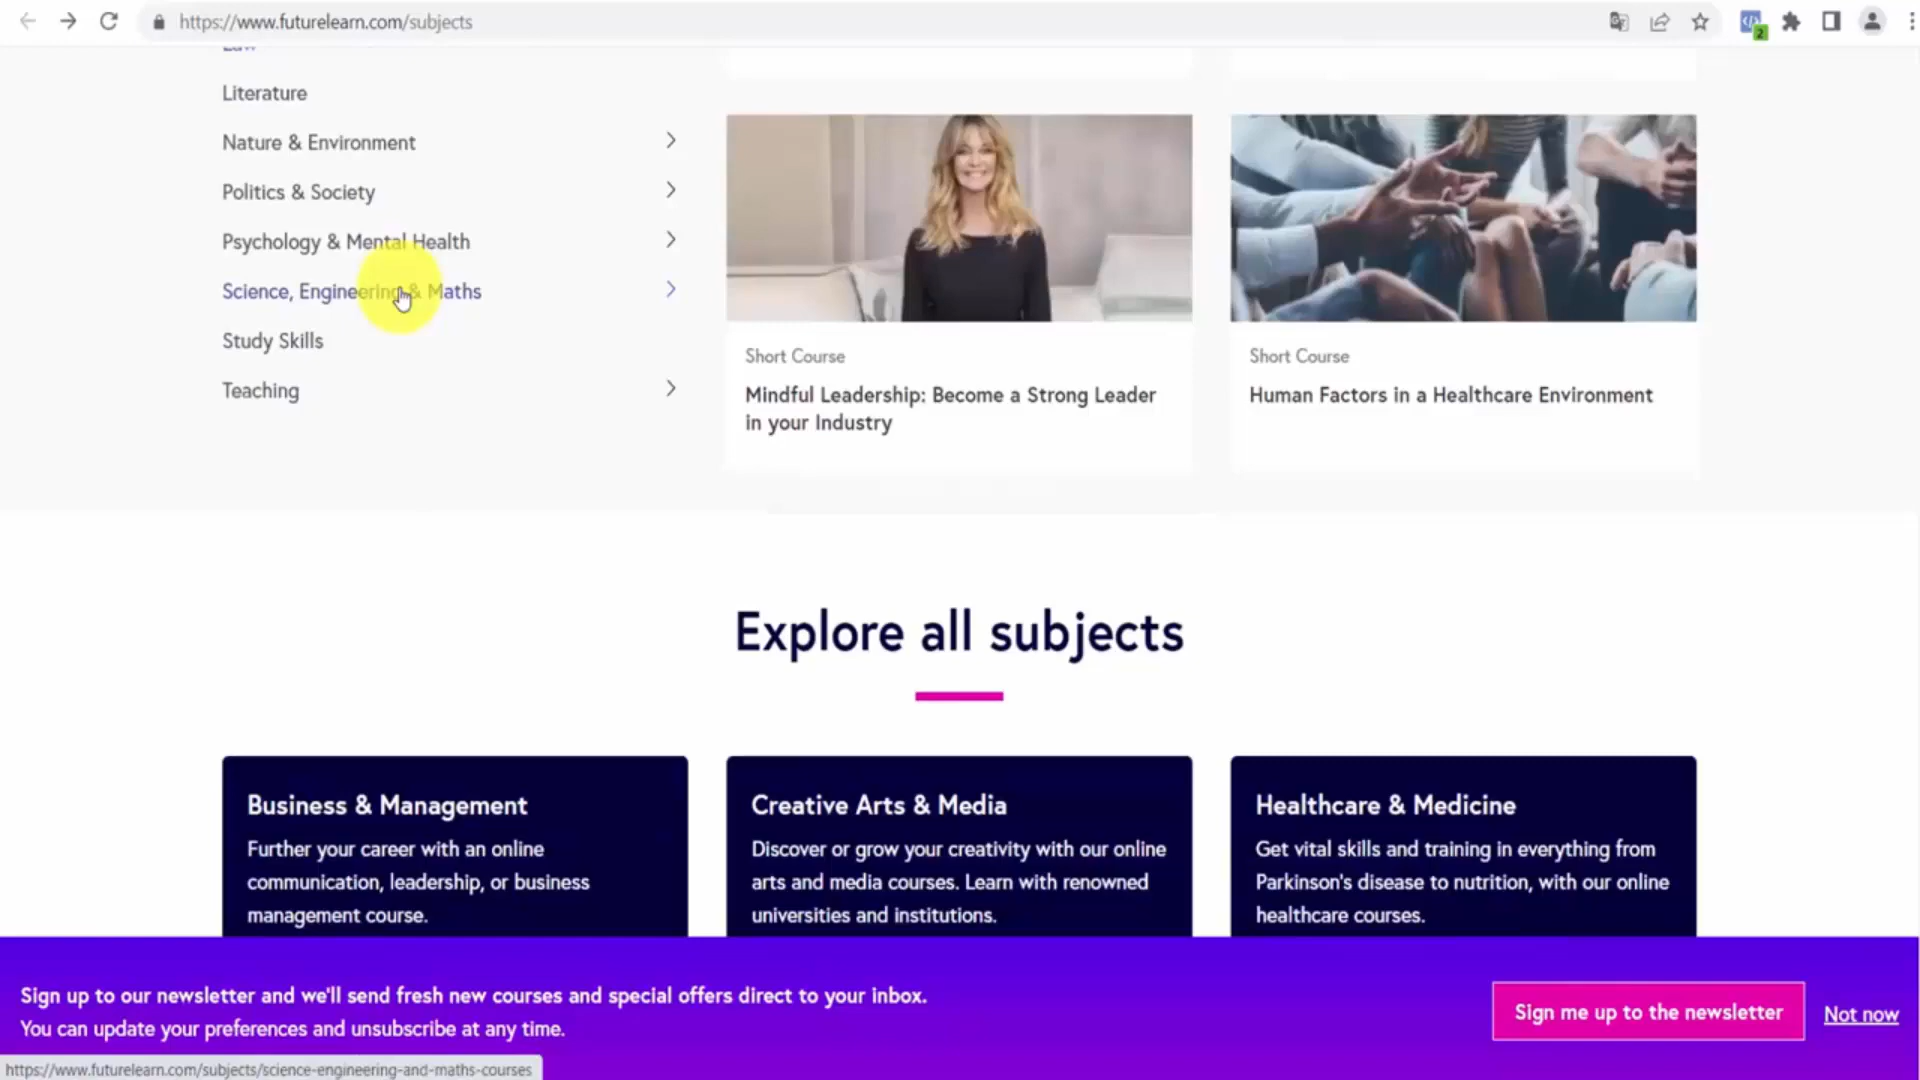 https://www.futurelearn.com/subjects
2
Law
Literature
Nature & Environment
Politics & Society
Psychology & Mental Health
Science, Engineering & Maths
Study Skills
Teaching
Short Course
Mindful Leadership: Become a Strong Leader
in your Industry
Short Course
Human Factors in a Healthcare Environment
Explore all subjects
Business & Management
Further your career with an online
communication, leadership, or business
management course.
Creative Arts & Media
Discover or grow your creativity with our online
arts and media courses. Learn with renowned
universities and institutions.
Healthcare & Medicine
Get vital skills and training in everything from
Parkinson's disease to nutrition, with our online
healthcare courses.
Sign up to our newsletter and we'll send fresh new courses and special offers direct to your inbox.
You can update your preferences and unsubscribe at any time.
Sign me up to the newsletter
Not now
https://www.futurelearn.com/subjects/science-engineering-and-maths-courses